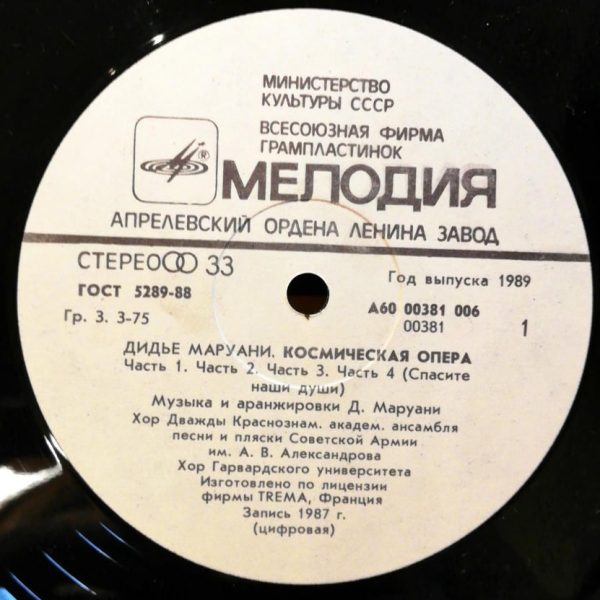 МИНИСТЕРСТВО
КУЛЬТУРЫ СССР
ВСЕСОЮЗНАЯ ФИРМА
ГРАМПЛАСТИНОК
® МЕЛОДИЯ
АПРЕЛЕВСКИЙ ОРДЕНА ЛЕНИНА ЗАВОД
СТЕРЕО 33
Год выпуска 1989
ГОСТ 5289-88
А60 00381 006
Гр. 3. 3-75
00381
1
ДИДЬЕ МАРУАНИ. КОСМИЧЕСКАЯ ОПЕРА
Часть 1. Часть 2. Часть 3. Часть 4 (Спасите
наши души)
Музыка и аранжировки Д. Маруани
Хор Дважды Краснознам. академ. ансамбля
песни и пляски Советской Армии
им. А. В. Александрова
Хор Гарвардского университета
Изготовлено по лицензии
фирмы TREMA, Франция
Запись 1987 г.
(цифровая)